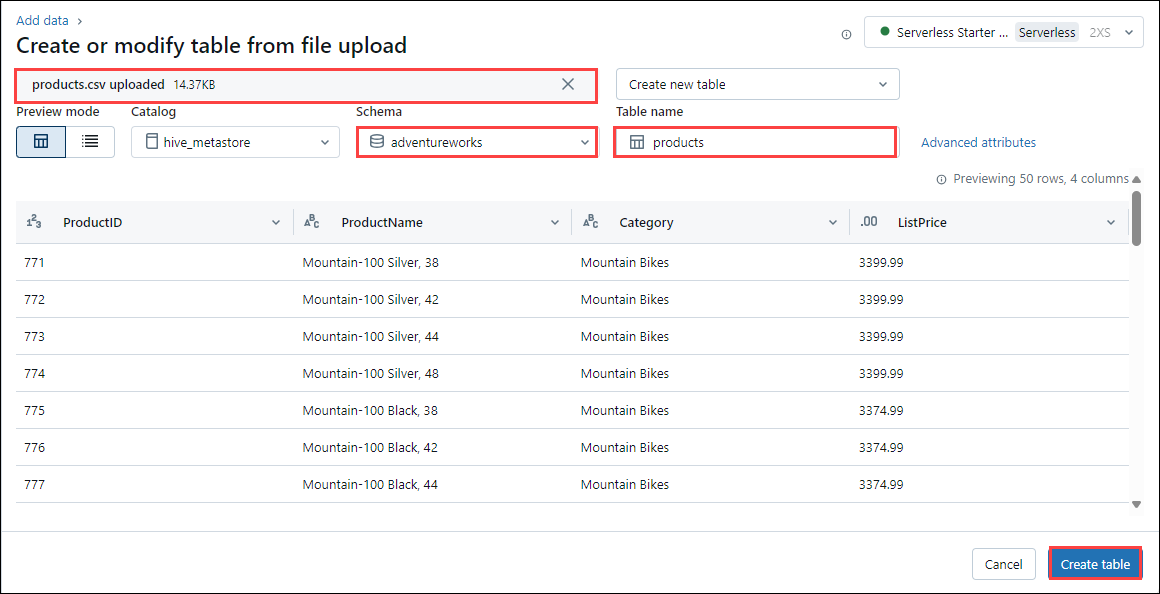 Add data
Create or modify table from file upload
Serverless Starter ... Serverless 2XS
products.csv uploaded 14.37KB
Create new table
Preview mode Catalog Schema Table name
hive_metastore adventureworks products Advanced attributes
Previewing 50 rows, 4 columns
123 ProductID ABC ProductName ABC Category .00 ListPrice
771 Mountain-100 Silver, 38 Mountain Bikes 3399.99
772 Mountain-100 Silver, 42 Mountain Bikes 3399.99
773 Mountain-100 Silver, 44 Mountain Bikes 3399.99
774 Mountain-100 Silver, 48 Mountain Bikes 3399.99
775 Mountain-100 Black, 38 Mountain Bikes 3374.99
776 Mountain-100 Black, 42 Mountain Bikes 3374.99
777 Mountain-100 Black, 44 Mountain Bikes 3374.99
Cancel Create table